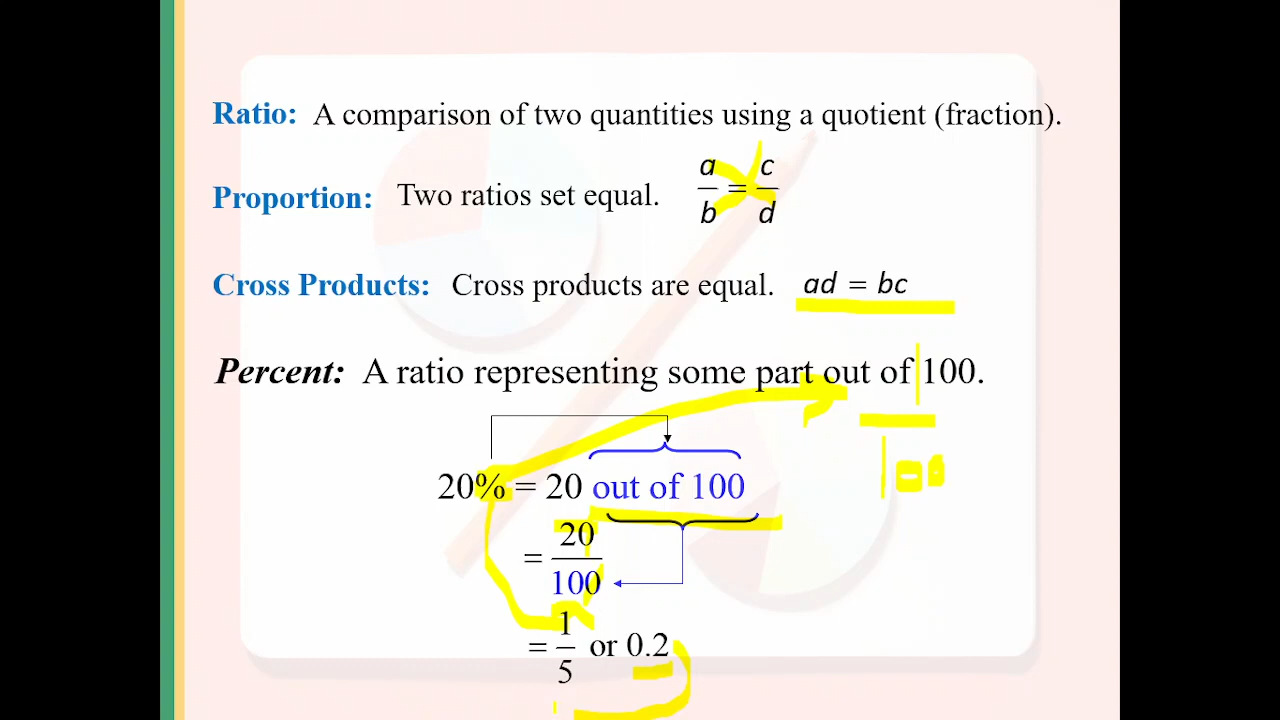 Ratio: A comparison of two quantities using a quotient (fraction).
Proportion: Two ratios set equal. a/b = c/d
Cross Products: Cross products are equal. ad = bc
Percent: A ratio representing some part out of 100.
100
20% = 20 out of 100
= 20/100
= 1/5 or 0.2